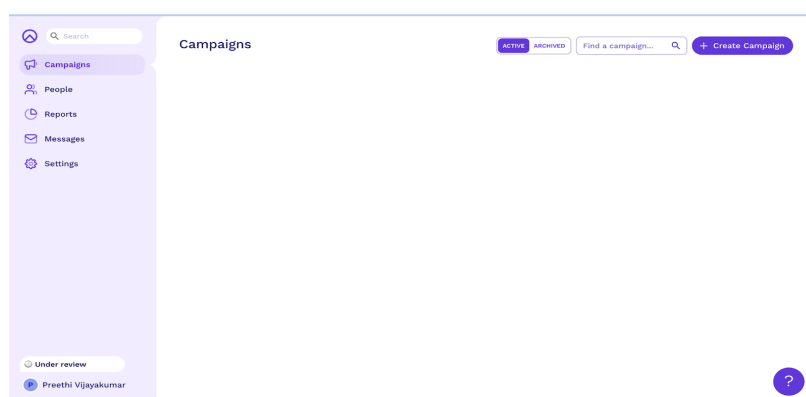 Search
Campaigns
People
Reports
Messages
Settings
Under review
P Preethi Vijayakumar
Campaigns
ACTIVE ARCHIVED Find a campaign... + Create Campaign
?